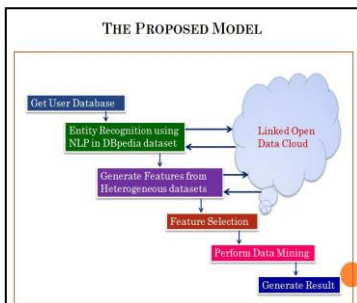 THE PROPOSED MODEL
Get User Database
Entity Recognition using
NLP in DBpedia dataset
Linked Open
Data Cloud
Generate Features from
Heterogeneous datasets
Feature Selection
Perform Data Mining
Generate Result